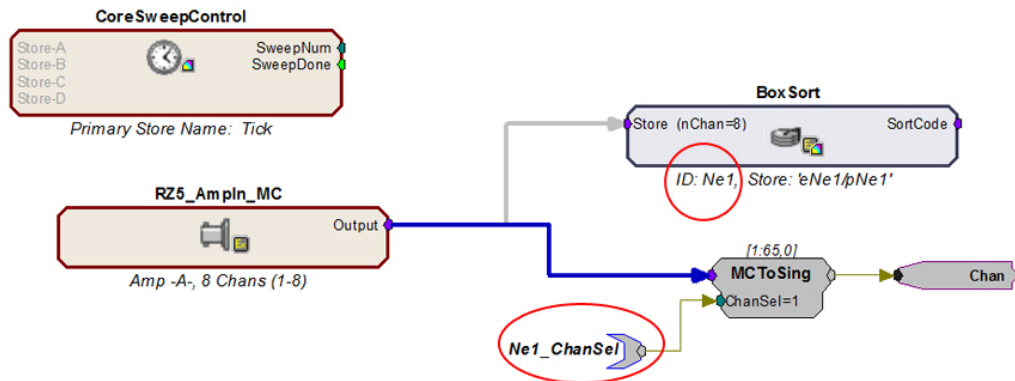 CoreSweepControl
Store-A
Store-B
Store-C
Store-D
SweepNum
SweepDone
Primary Store Name: Tick
BoxSort
Store (nChan=8)
SortCode
ID: Ne1, Store: 'eNe1/pNe1'
RZ5_AmpIn_MC
Output
Amp -A-, 8 Chans (1-8)
[1:65,0]
MCToSing
ChanSel=1
Chan
Ne1_ChanSel